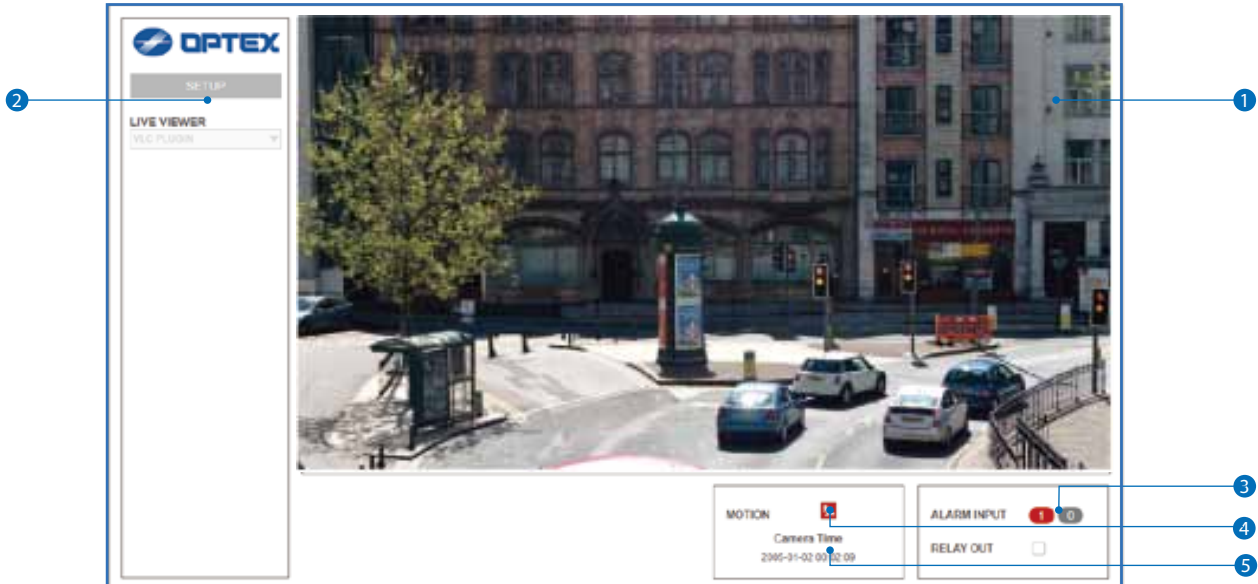 OPTEX
SETUP
2
1
LIVE VIEWER
VLC PLUGIN
3
MOTION
ALARM INPUT
1
0
4
Camera Time
RELAY OUT
5